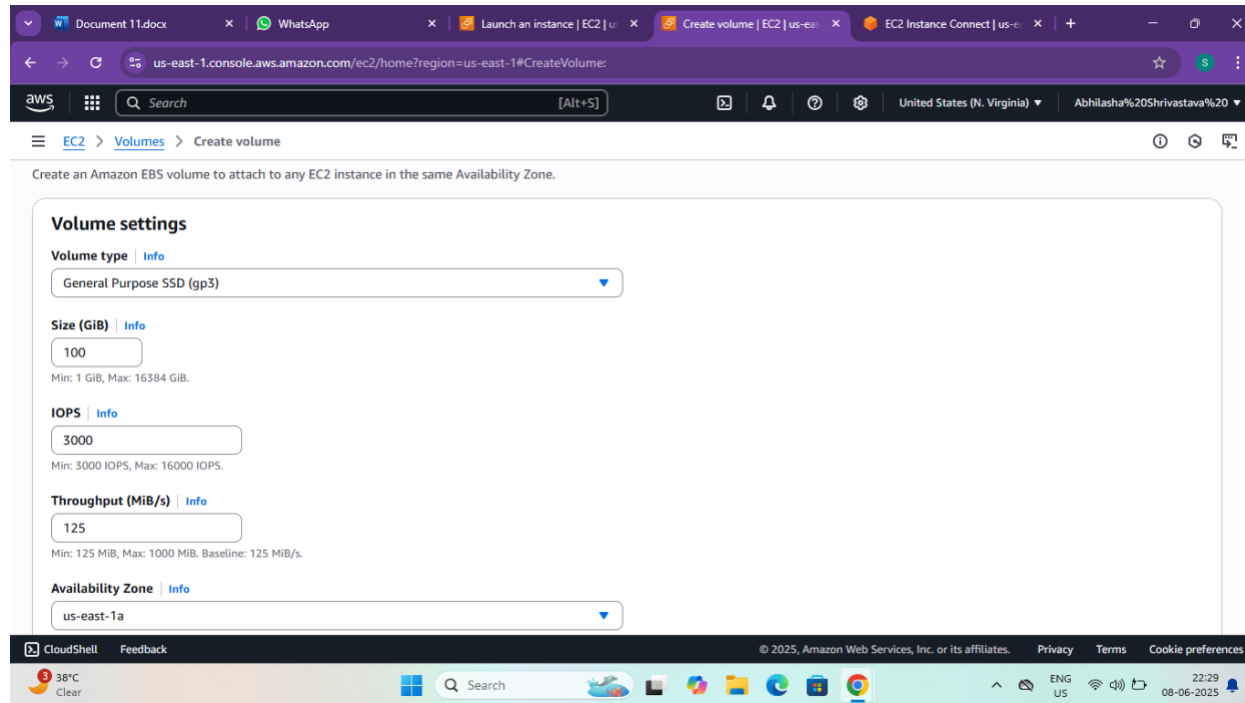 Document 11.docx
WhatsApp
Launch an instance | EC2 | u
Create volume | EC2 | us-eas
EC2 Instance Connect | us-e
us-east-1.console.aws.amazon.com/ec2/home?region=us-east-1#CreateVolume:
S
aws
Search
[Alt+S]
United States (N. Virginia)
Abhilasha%20Shrivastava%20
EC2 > Volumes > Create volume
Create an Amazon EBS volume to attach to any EC2 instance in the same Availability Zone.
Volume settings
Volume type Info
General Purpose SSD (gp3)
Size (GiB) Info
100
Min: 1 GiB, Max: 16384 GiB.
IOPS Info
3000
Min: 3000 IOPS, Max: 16000 IOPS.
Throughput (MiB/s) Info
125
Min: 125 MiB, Max: 1000 MiB. Baseline: 125 MiB/s.
Availability Zone Info
us-east-1a
CloudShell Feedback
© 2025, Amazon Web Services, Inc. or its affiliates. Privacy Terms Cookie preferences
3
38°C
Clear
Search
ENG
US
22:29
08-06-2025